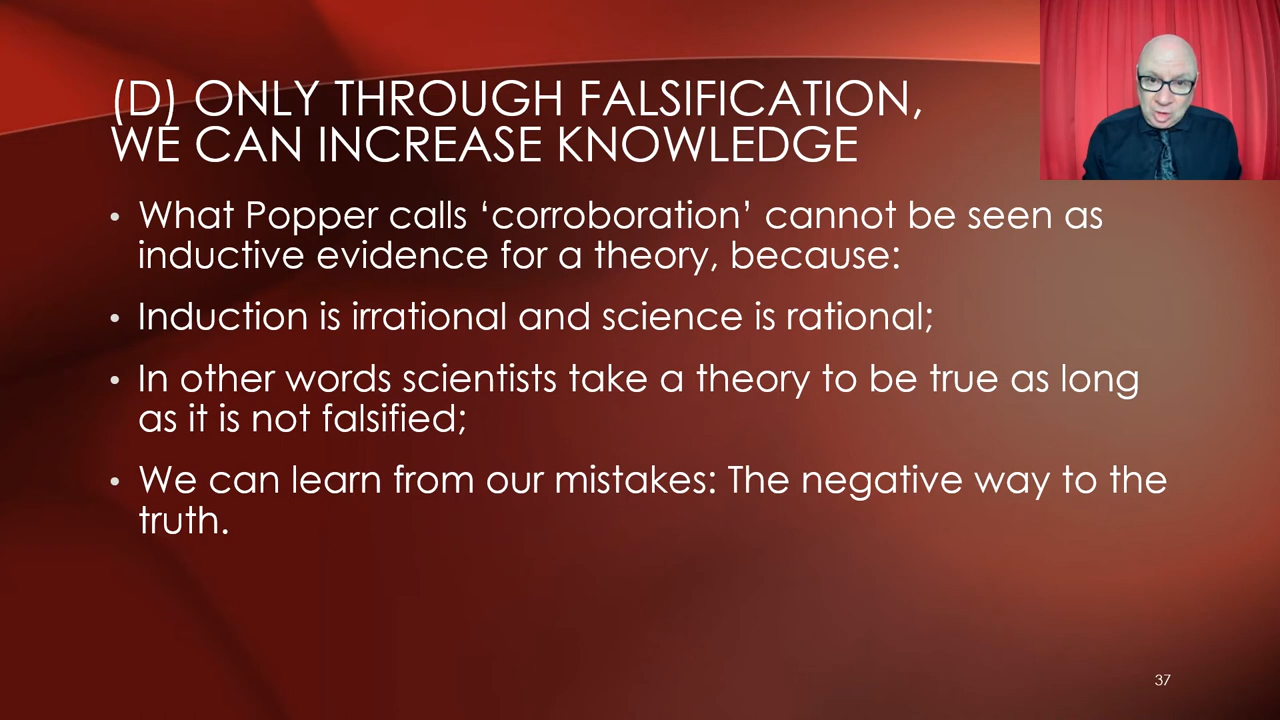 (D) ONLY THROUGH FALSIFICATION,
WE CAN INCREASE KNOWLEDGE
• What Popper calls ‘corroboration’ cannot be seen as
inductive evidence for a theory, because:
• Induction is irrational and science is rational;
• In other words scientists take a theory to be true as long
as it is not falsified;
• We can learn from our mistakes: The negative way to the
truth.
37